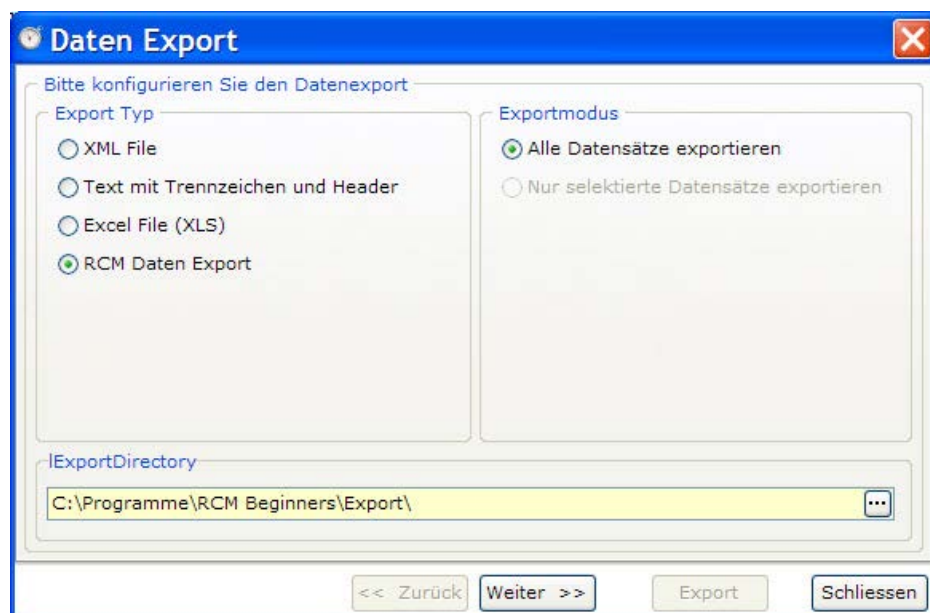 Daten Export
Bitte konfigurieren Sie den Datenexport
Export Typ
XML File
Text mit Trennzeichen und Header
Excel File (XLS)
RCM Daten Export
Exportmodus
Alle Datensätze exportieren
Nur selektierte Datensätze exportieren
lExportDirectory
C:\Programme\RCM Beginners\Export\
...
<< Zurück
Weiter >>
Export
Schliessen